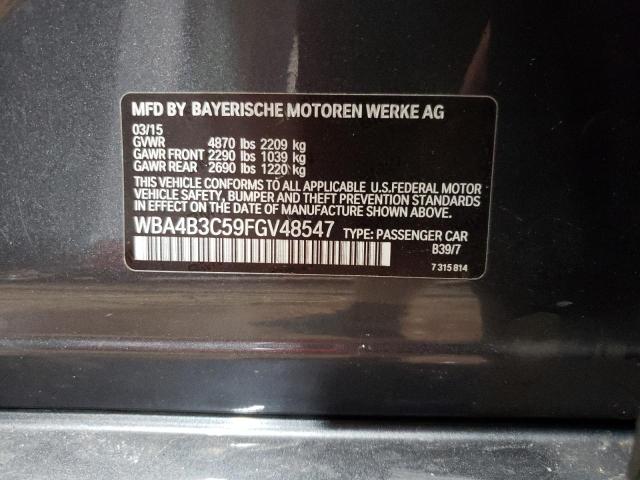 MFD BY BAYERISCHE MOTOREN WERKE AG
03/15
GVWR 4870 lbs 2209 kg
GAWR FRONT 2290 lbs 1039 kg
GAWR REAR 2690 lbs 1220 kg
THIS VEHICLE CONFORMS TO ALL APPLICABLE U.S.FEDERAL MOTOR
VEHICLE SAFETY, BUMPER AND THEFT PREVENTION STANDARDS
IN EFFECT ON THE DATE OF MANUFACTURE SHOWN ABOVE.
WBA4B3C59FGV48547 TYPE: PASSENGER CAR
B39/7
7 315 814